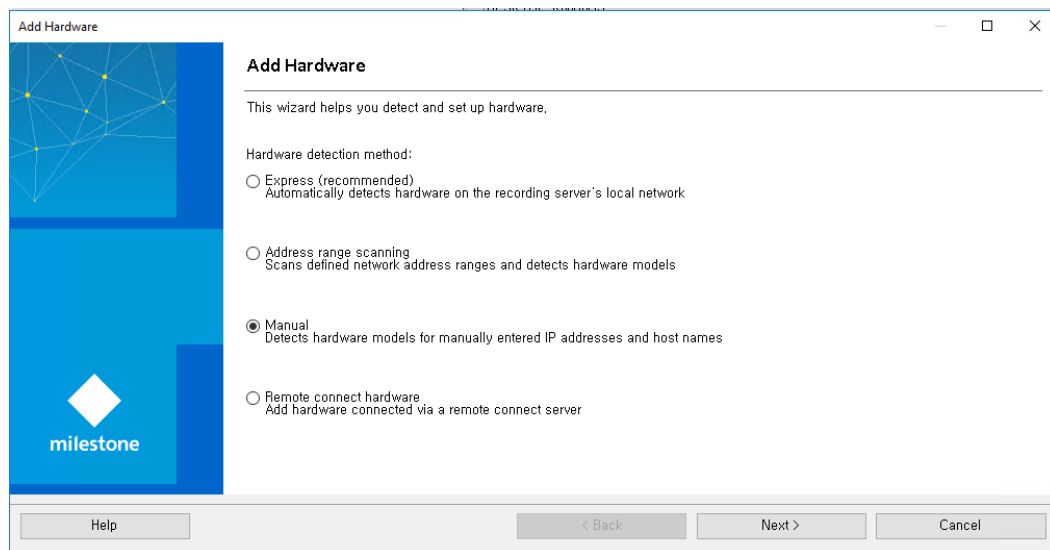 Add Hardware
Add Hardware
This wizard helps you detect and set up hardware.
Hardware detection method:
Express (recommended)
Automatically detects hardware on the recording server's local network
Address range scanning
Scans defined network address ranges and detects hardware models
Manual
Detects hardware models for manually entered IP addresses and host names
Remote connect hardware
Add hardware connected via a remote connect server
milestone
Help
< Back
Next >
Cancel